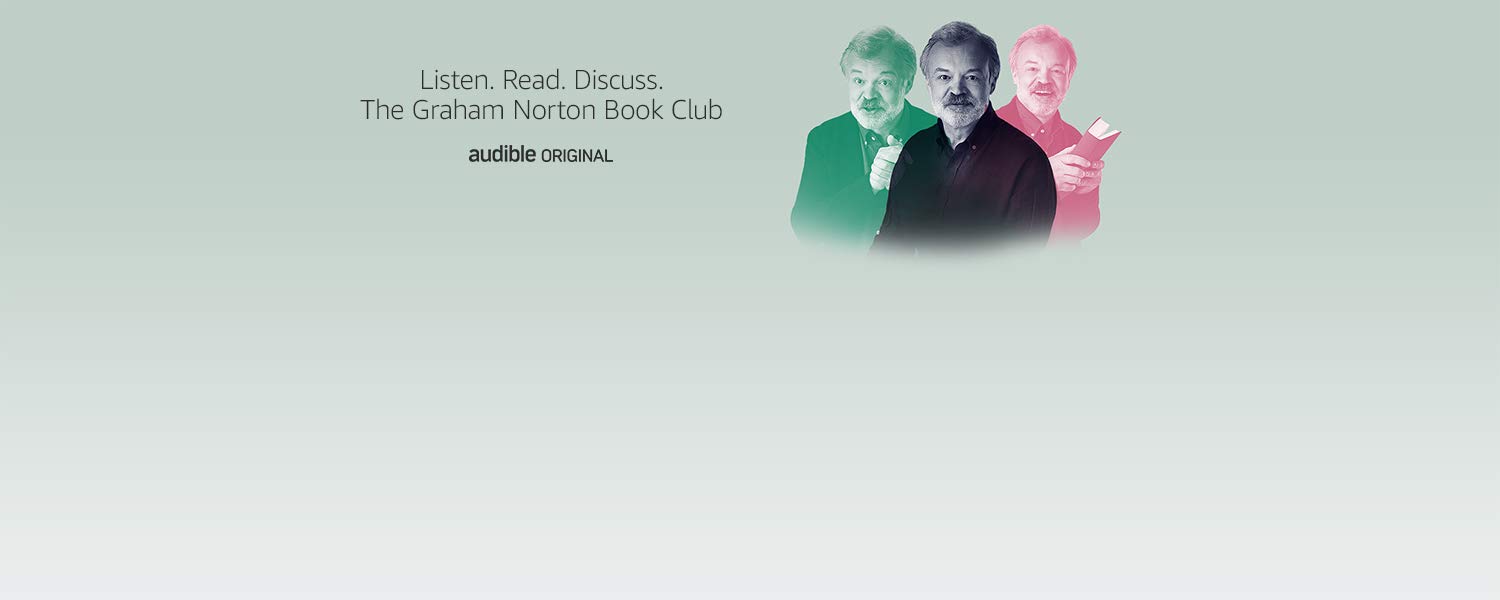 Listen. Read. Discuss.
The Graham Norton Book Club
audible ORIGINAL